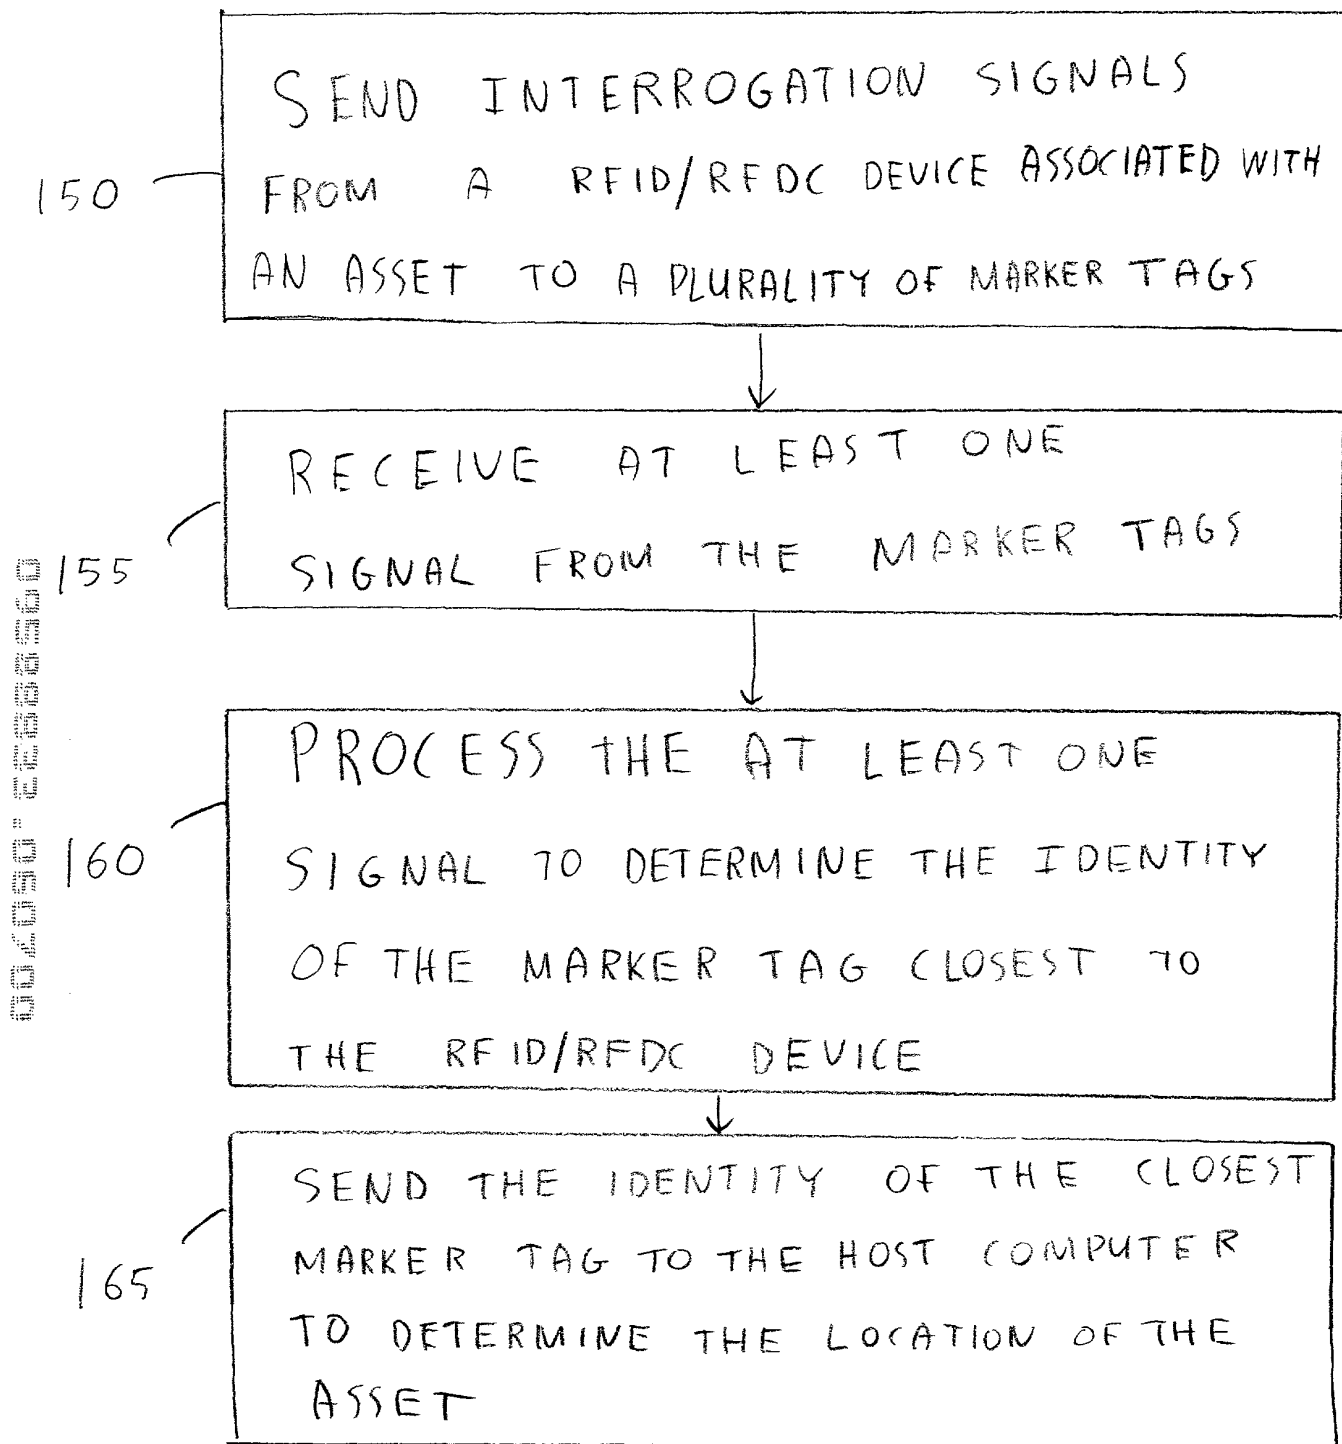 SEND INTERROGATION SIGNALS
150
FROM A RFID/RFDC DEVICE ASSOCIATED WITH
AN ASSET TO A PLURALITY OF MARKER TAGS
RECEIVE AT LEAST ONE
155
SIGNAL FROM THE MARKER TAGS
PROCESS THE AT LEAST ONE
160
SIGNAL TO DETERMINE THE IDENTITY
OF THE MARKER TAG CLOSEST TO
THE RFID/RFDC DEVICE
SEND THE IDENTITY OF THE CLOSEST
165
MARKER TAG TO THE HOST COMPUTER
TO DETERMINE THE LOCATION OF THE
ASSET